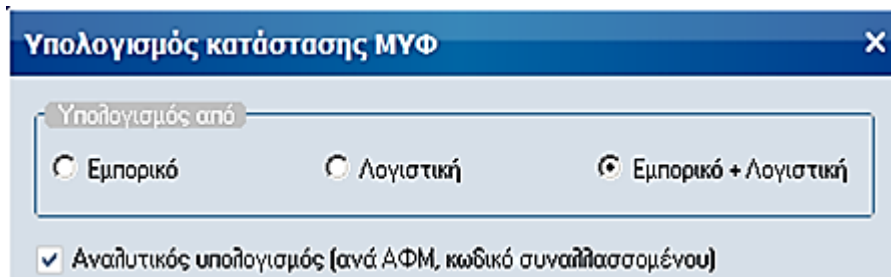 Υπολογισμός κατάστασης ΜΥΦ
Υπολογισμός από
Εμπορικό Λογιστική Εμπορικό + Λογιστική
Αναλυτικός υπολογισμός (ανά ΑΦΜ, κωδικό συναλλασσομένου)